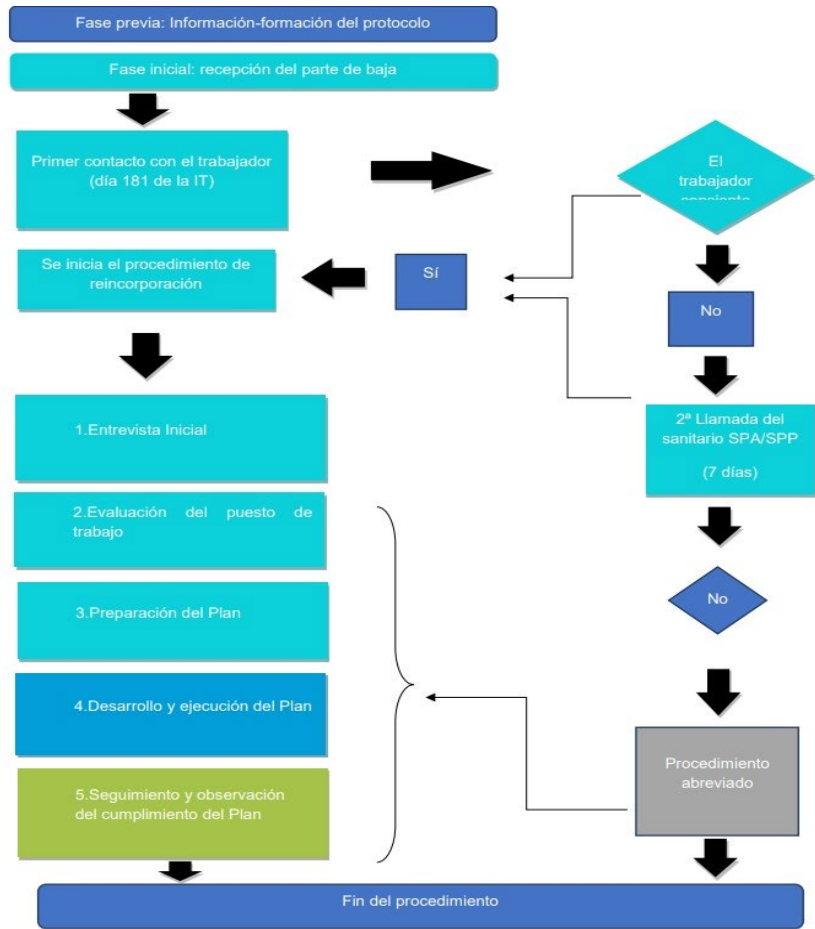 Fase previa: Información-formación del protocolo
Fase inicial: recepción del parte de baja
Primer contacto con el trabajador
(día 181 de la IT)
El
trabajador
Se inicia el procedimiento de
reincorporación
Sí
No
1.Entrevista Inicial
2ª Llamada del
sanitario SPA/SPP
(7 días)
2.Evaluación del puesto de
trabajo
3.Preparación del Plan
No
4.Desarrollo y ejecución del Plan
Procedimiento
abreviado
5.Seguimiento y observación
del cumplimiento del Plan
Fin del procedimiento